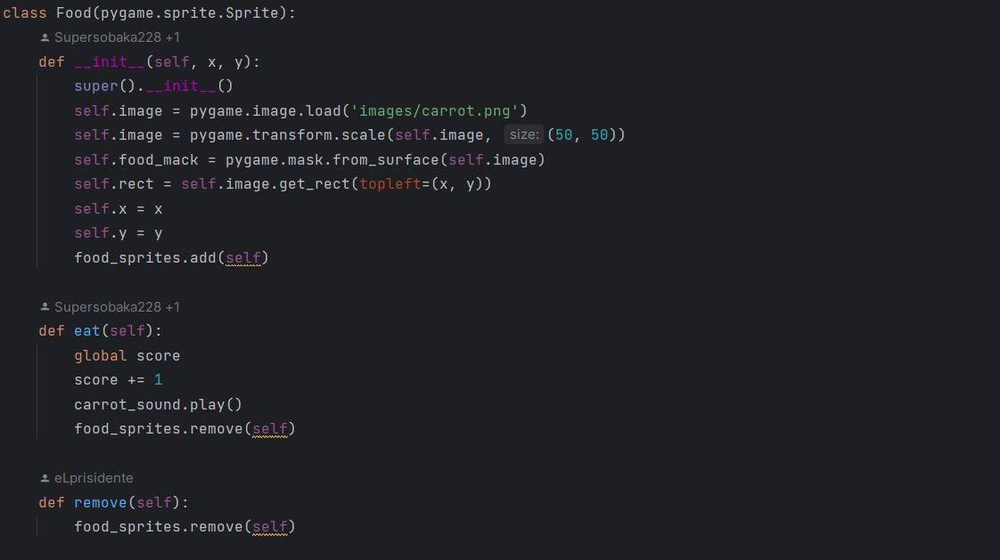 class Food(pygame.sprite.Sprite):
Supersobaka228 +1
def __init__(self, x, y):
super().__init__()
self.image = pygame.image.load('images/carrot.png')
self.image = pygame.transform.scale(self.image, size: (50, 50))
self.food_mack = pygame.mask.from_surface(self.image)
self.rect = self.image.get_rect(topleft=(x, y))
self.x = x
self.y = y
food_sprites.add(self)
Supersobaka228 +1
def eat(self):
global score
score += 1
carrot_sound.play()
food_sprites.remove(self)
eLprisidente
def remove(self):
food_sprites.remove(self)